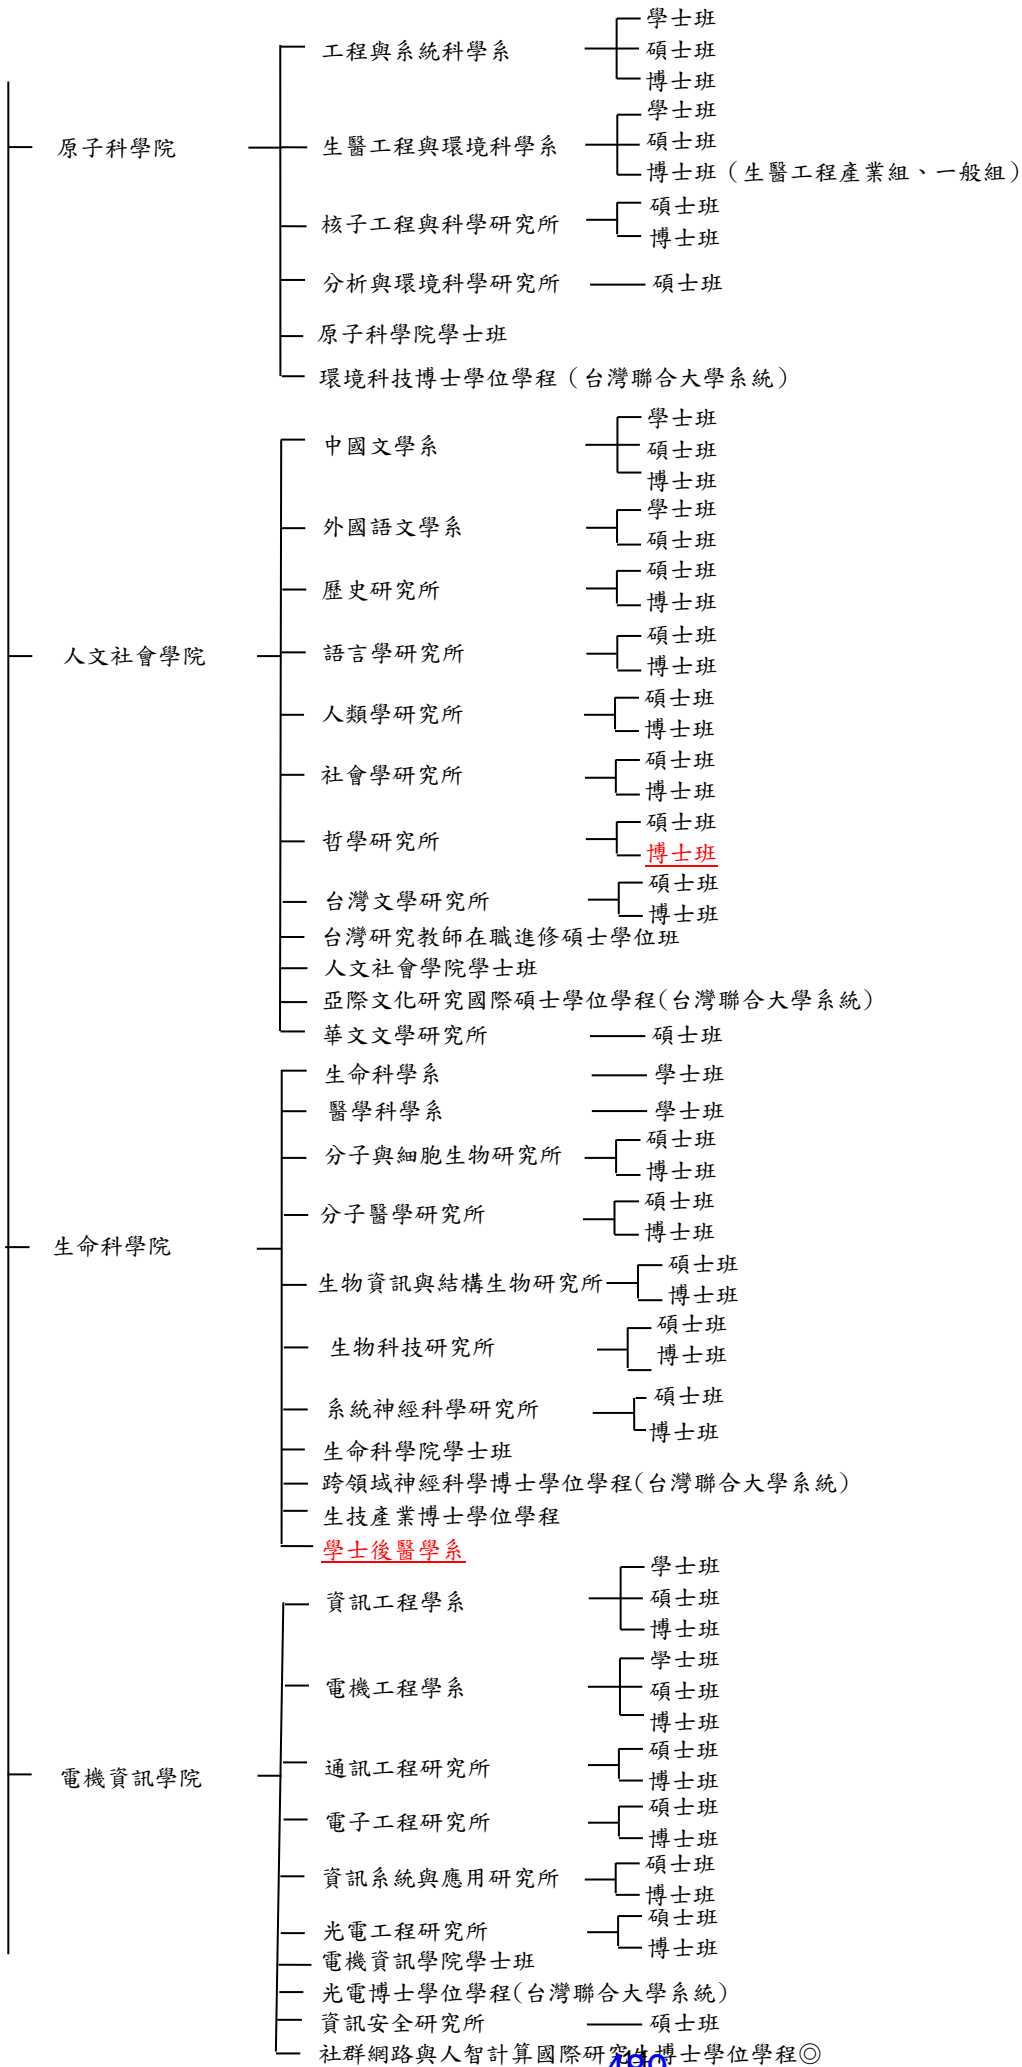 原子科學院
工程與系統科學系
學士班
碩士班
博士班
生醫工程與環境科學系
學士班
碩士班
博士班（生醫工程產業組、一般組）
核子工程與科學研究所
碩士班
博士班
分析與環境科學研究所
碩士班
原子科學院學士班
環境科技博士學位學程（台灣聯合大學系統）
人文社會學院
中國文學系
學士班
碩士班
博士班
外國語文學系
學士班
碩士班
歷史研究所
碩士班
博士班
語言學研究所
碩士班
博士班
人類學研究所
碩士班
博士班
社會學研究所
碩士班
博士班
哲學研究所
碩士班
博士班
台灣文學研究所
碩士班
博士班
台灣研究教師在職進修碩士學位班
人文社會學院學士班
亞際文化研究國際碩士學位學程(台灣聯合大學系統)
華文文學研究所
碩士班
生命科學院
生命科學系
學士班
醫學科學系
學士班
分子與細胞生物研究所
碩士班
博士班
分子醫學研究所
碩士班
博士班
生物資訊與結構生物研究所
碩士班
博士班
生物科技研究所
碩士班
博士班
系統神經科學研究所
碩士班
博士班
生命科學院學士班
跨領域神經科學博士學位學程(台灣聯合大學系統)
生技產業博士學位學程
學士後醫學系
電機資訊學院
資訊工程學系
學士班
碩士班
博士班
電機工程學系
學士班
碩士班
博士班
通訊工程研究所
碩士班
博士班
電子工程研究所
碩士班
博士班
資訊系統與應用研究所
碩士班
博士班
光電工程研究所
碩士班
博士班
電機資訊學院學士班
光電博士學位學程(台灣聯合大學系統)
資訊安全研究所
碩士班
社群網路與人智計算國際研究生博士學位學程◎
490